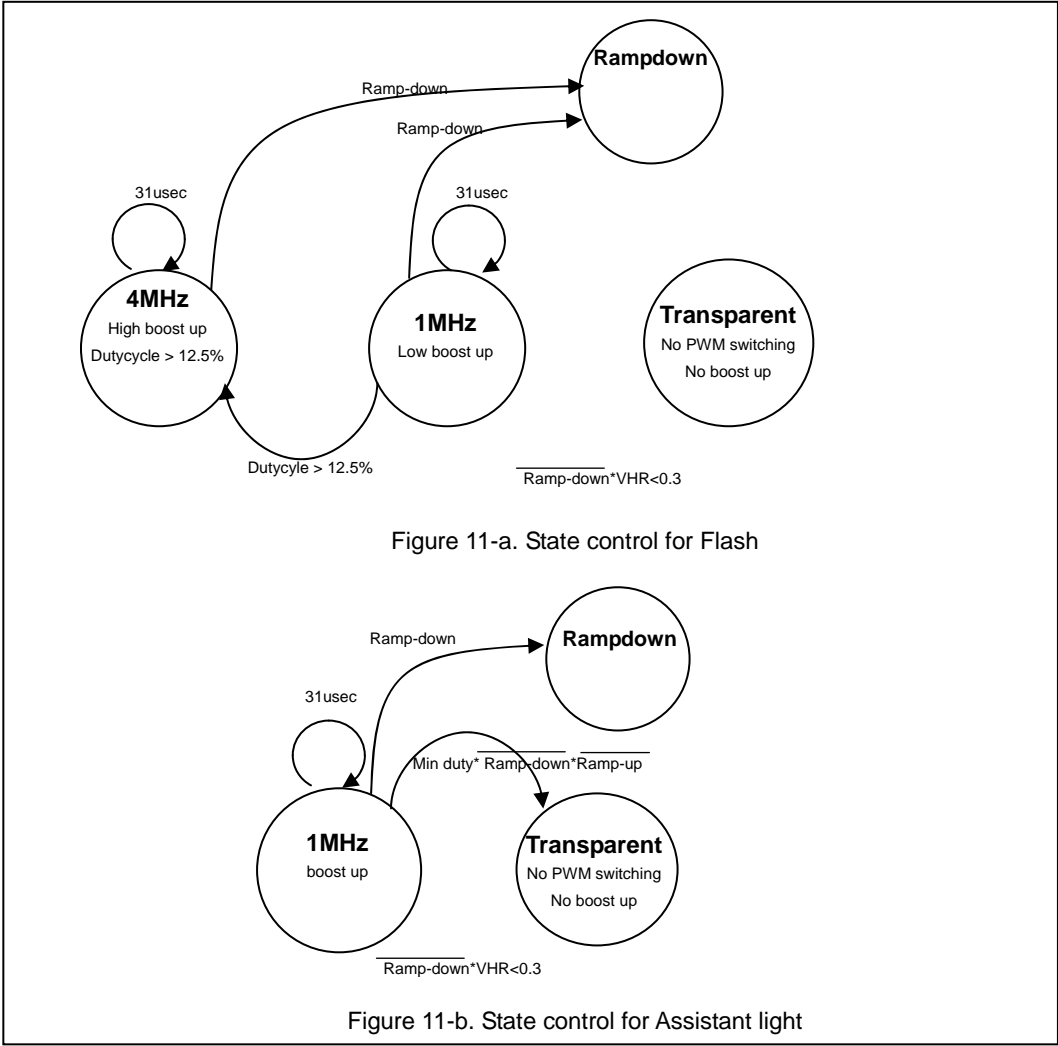 Rampdown
Ramp-down
Ramp-down
31usec
31usec
4MHz
High boost up
Dutycycle > 12.5%
1MHz
Low boost up
Transparent
No PWM switching
No boost up
Dutycyle > 12.5%
Ramp-down*VHR<0.3
Figure 11-a. State control for Flash
Ramp-down
Rampdown
31usec
Min duty* Ramp-down*Ramp-up
1MHz
boost up
Transparent
No PWM switching
No boost up
Ramp-down*VHR<0.3
Figure 11-b. State control for Assistant light